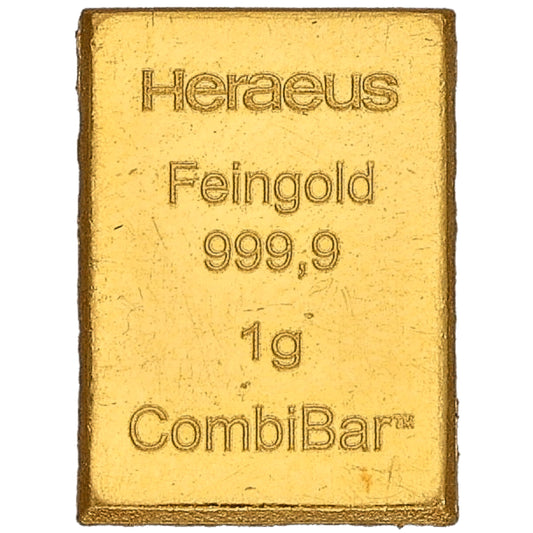 Heraeus
Feingold
999,9
1g
CombiBar™